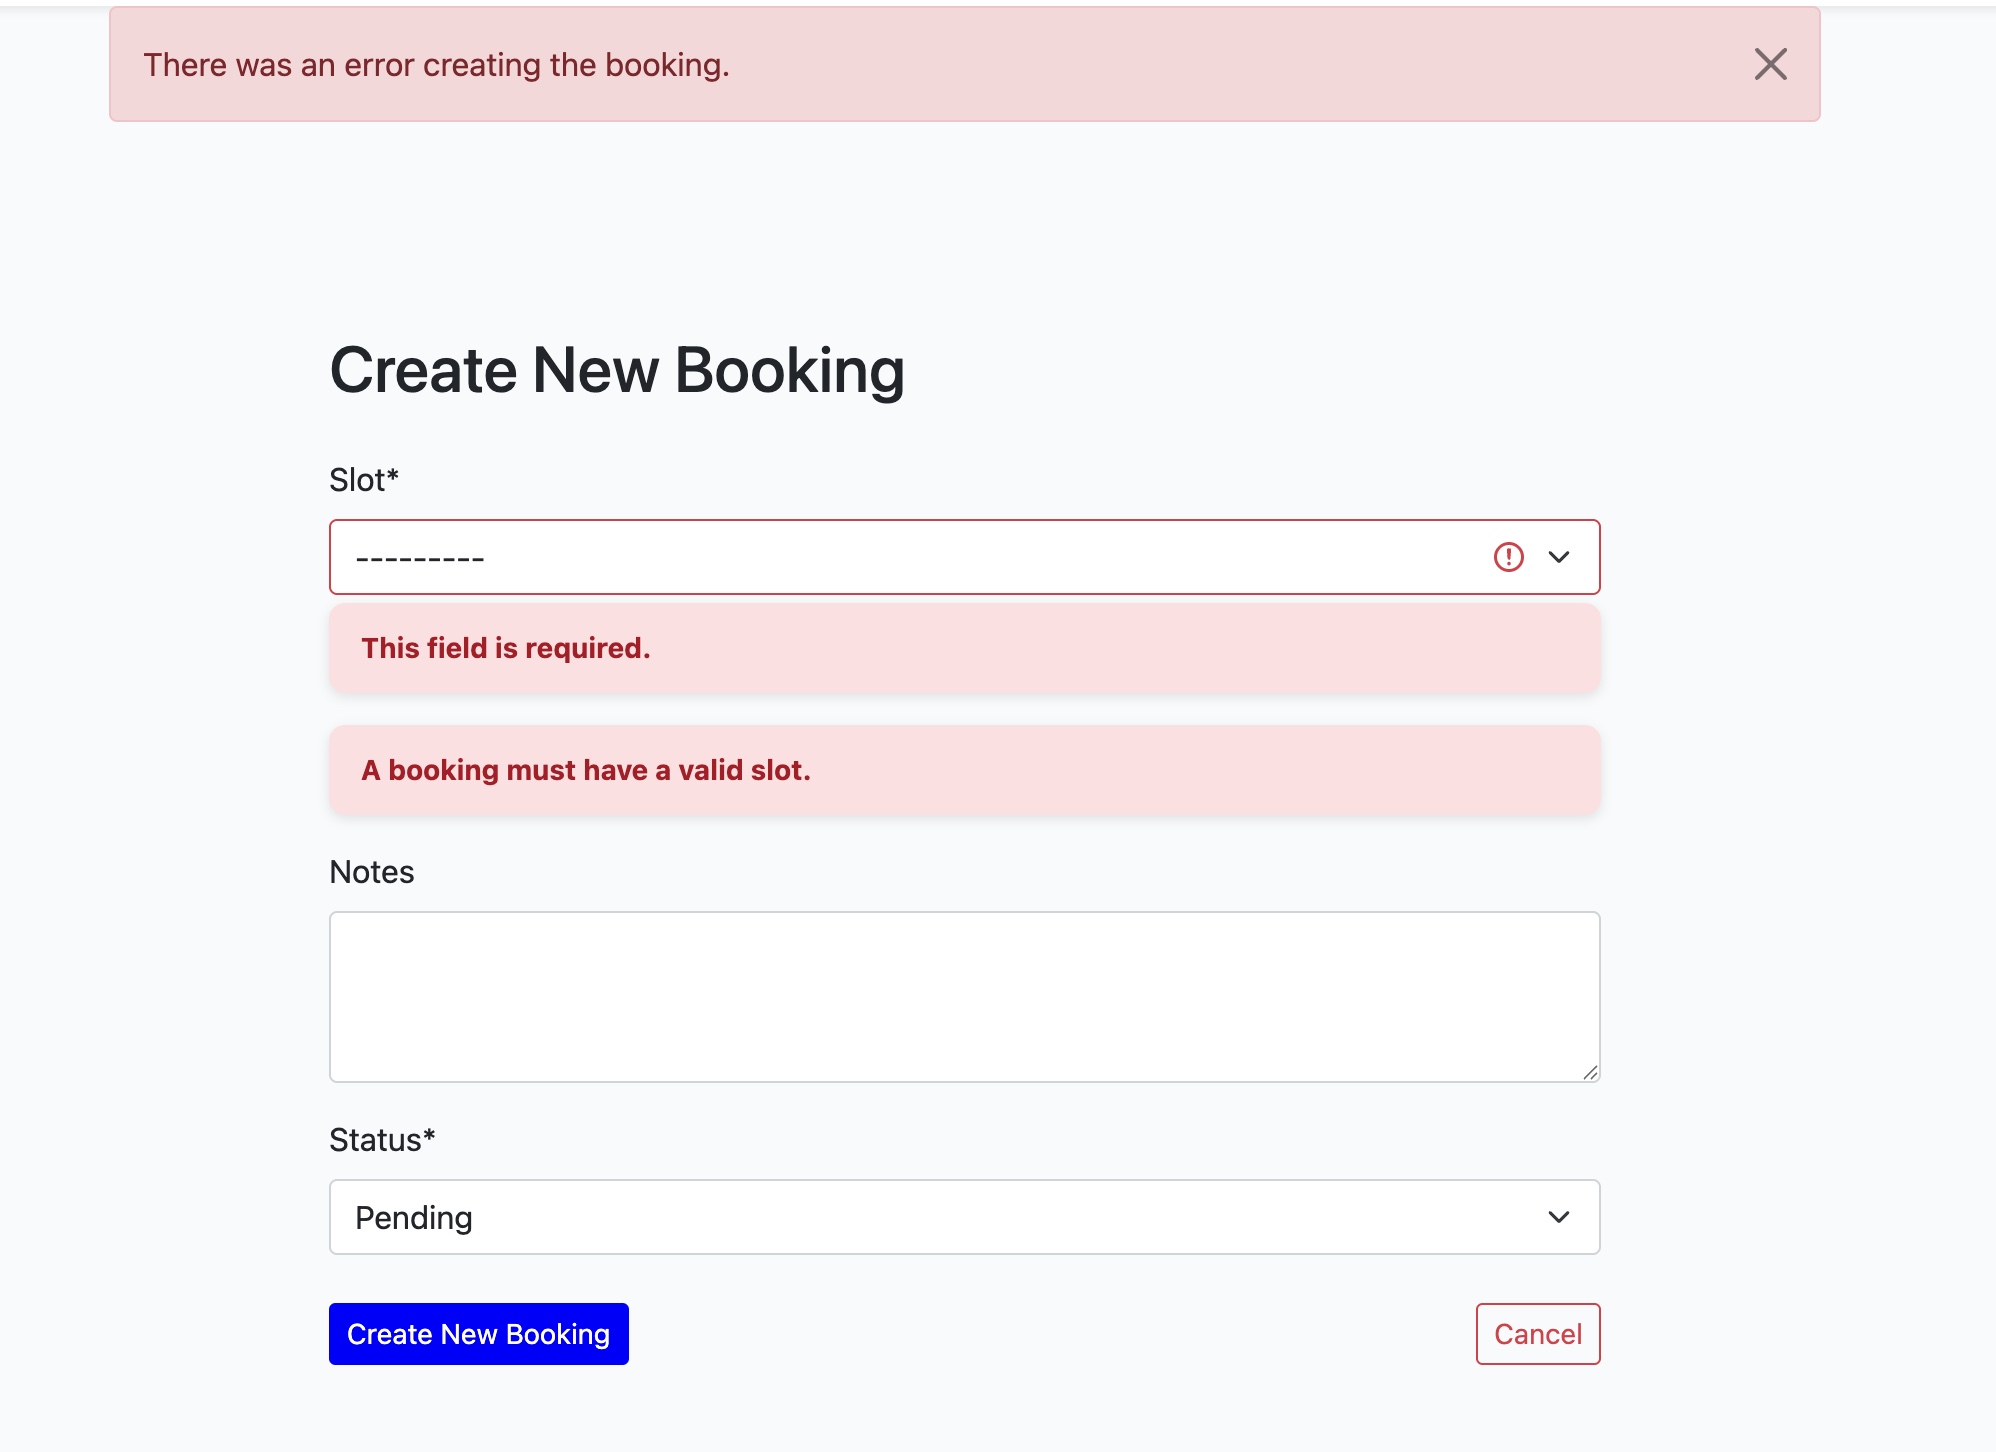 There was an error creating the booking.
Create New Booking
Slot*
---------
This field is required.
A booking must have a valid slot.
Notes
Status*
Pending
Create New Booking
Cancel